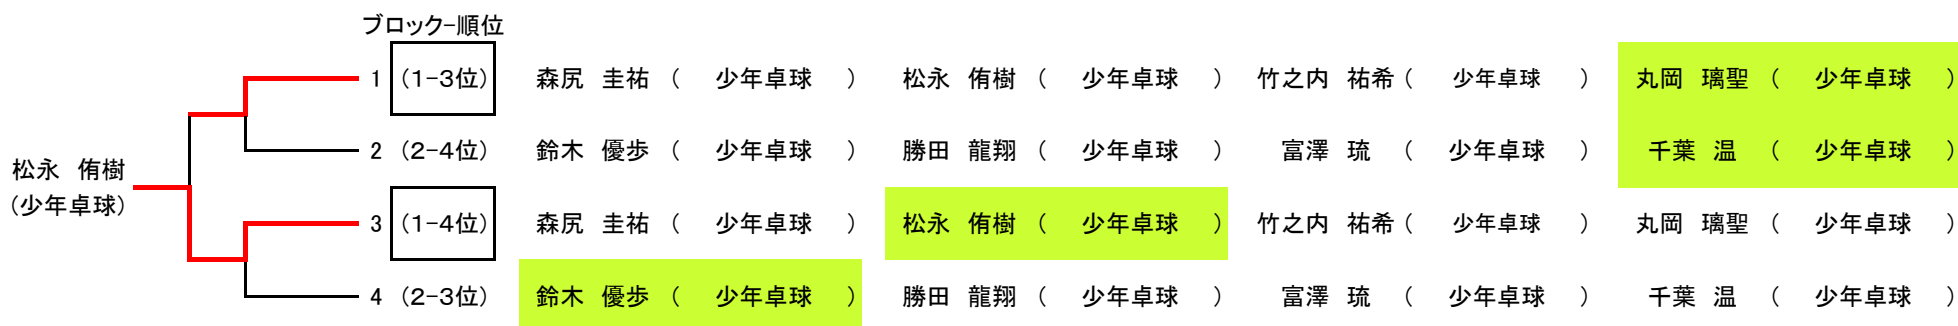 ブロック-順位
1 (1-3位) 森尻 圭祐 ( 少年卓球 ) 松永 侑樹 ( 少年卓球 ) 竹之内 祐希 ( 少年卓球 ) 丸岡 璃聖 ( 少年卓球 )
2 (2-4位) 鈴木 優歩 ( 少年卓球 ) 勝田 龍翔 ( 少年卓球 ) 富澤 琉 ( 少年卓球 ) 千葉 温 ( 少年卓球 )
松永 侑樹
(少年卓球)
3 (1-4位) 森尻 圭祐 ( 少年卓球 ) 松永 侑樹 ( 少年卓球 ) 竹之内 祐希 ( 少年卓球 ) 丸岡 璃聖 ( 少年卓球 )
4 (2-3位) 鈴木 優歩 ( 少年卓球 ) 勝田 龍翔 ( 少年卓球 ) 富澤 琉 ( 少年卓球 ) 千葉 温 ( 少年卓球 )